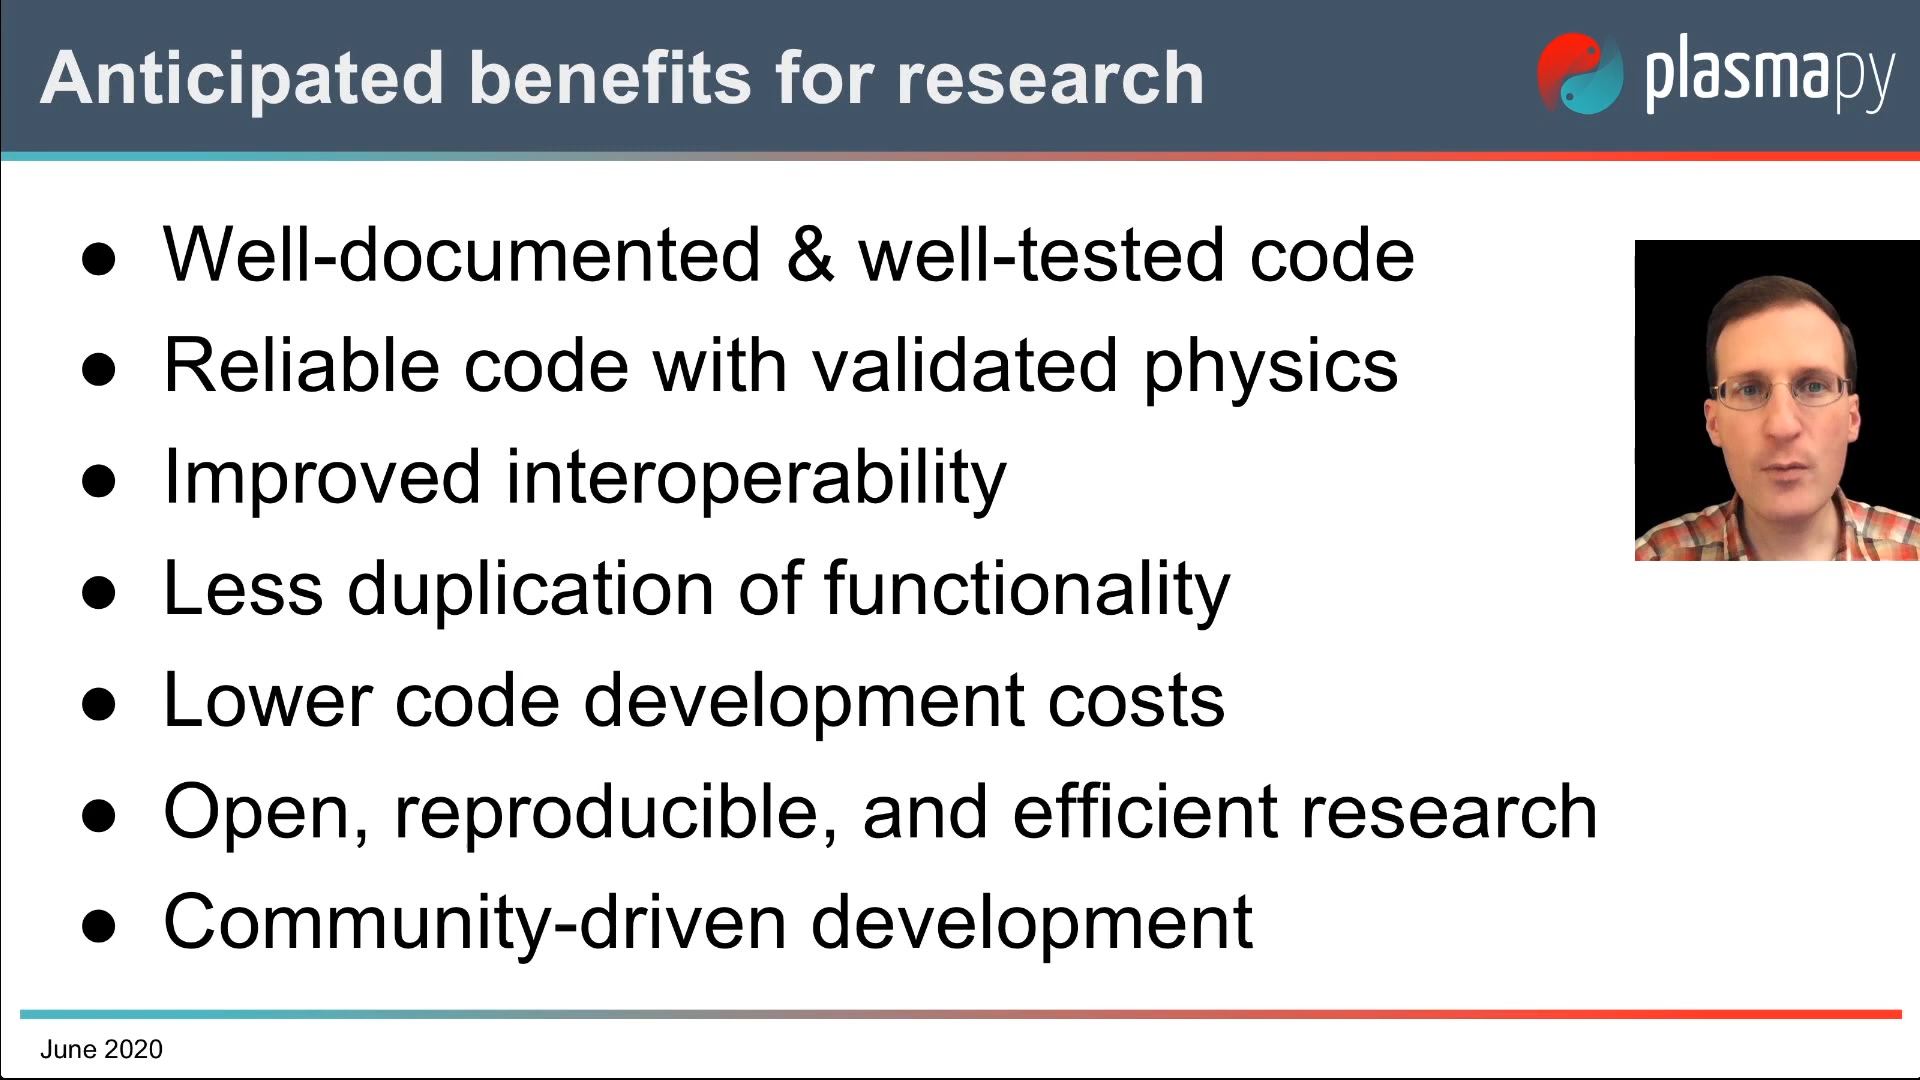 Anticipated benefits for research
plasmapy
● Well-documented & well-tested code
● Reliable code with validated physics
● Improved interoperability
● Less duplication of functionality
● Lower code development costs
● Open, reproducible, and efficient research
● Community-driven development
June 2020